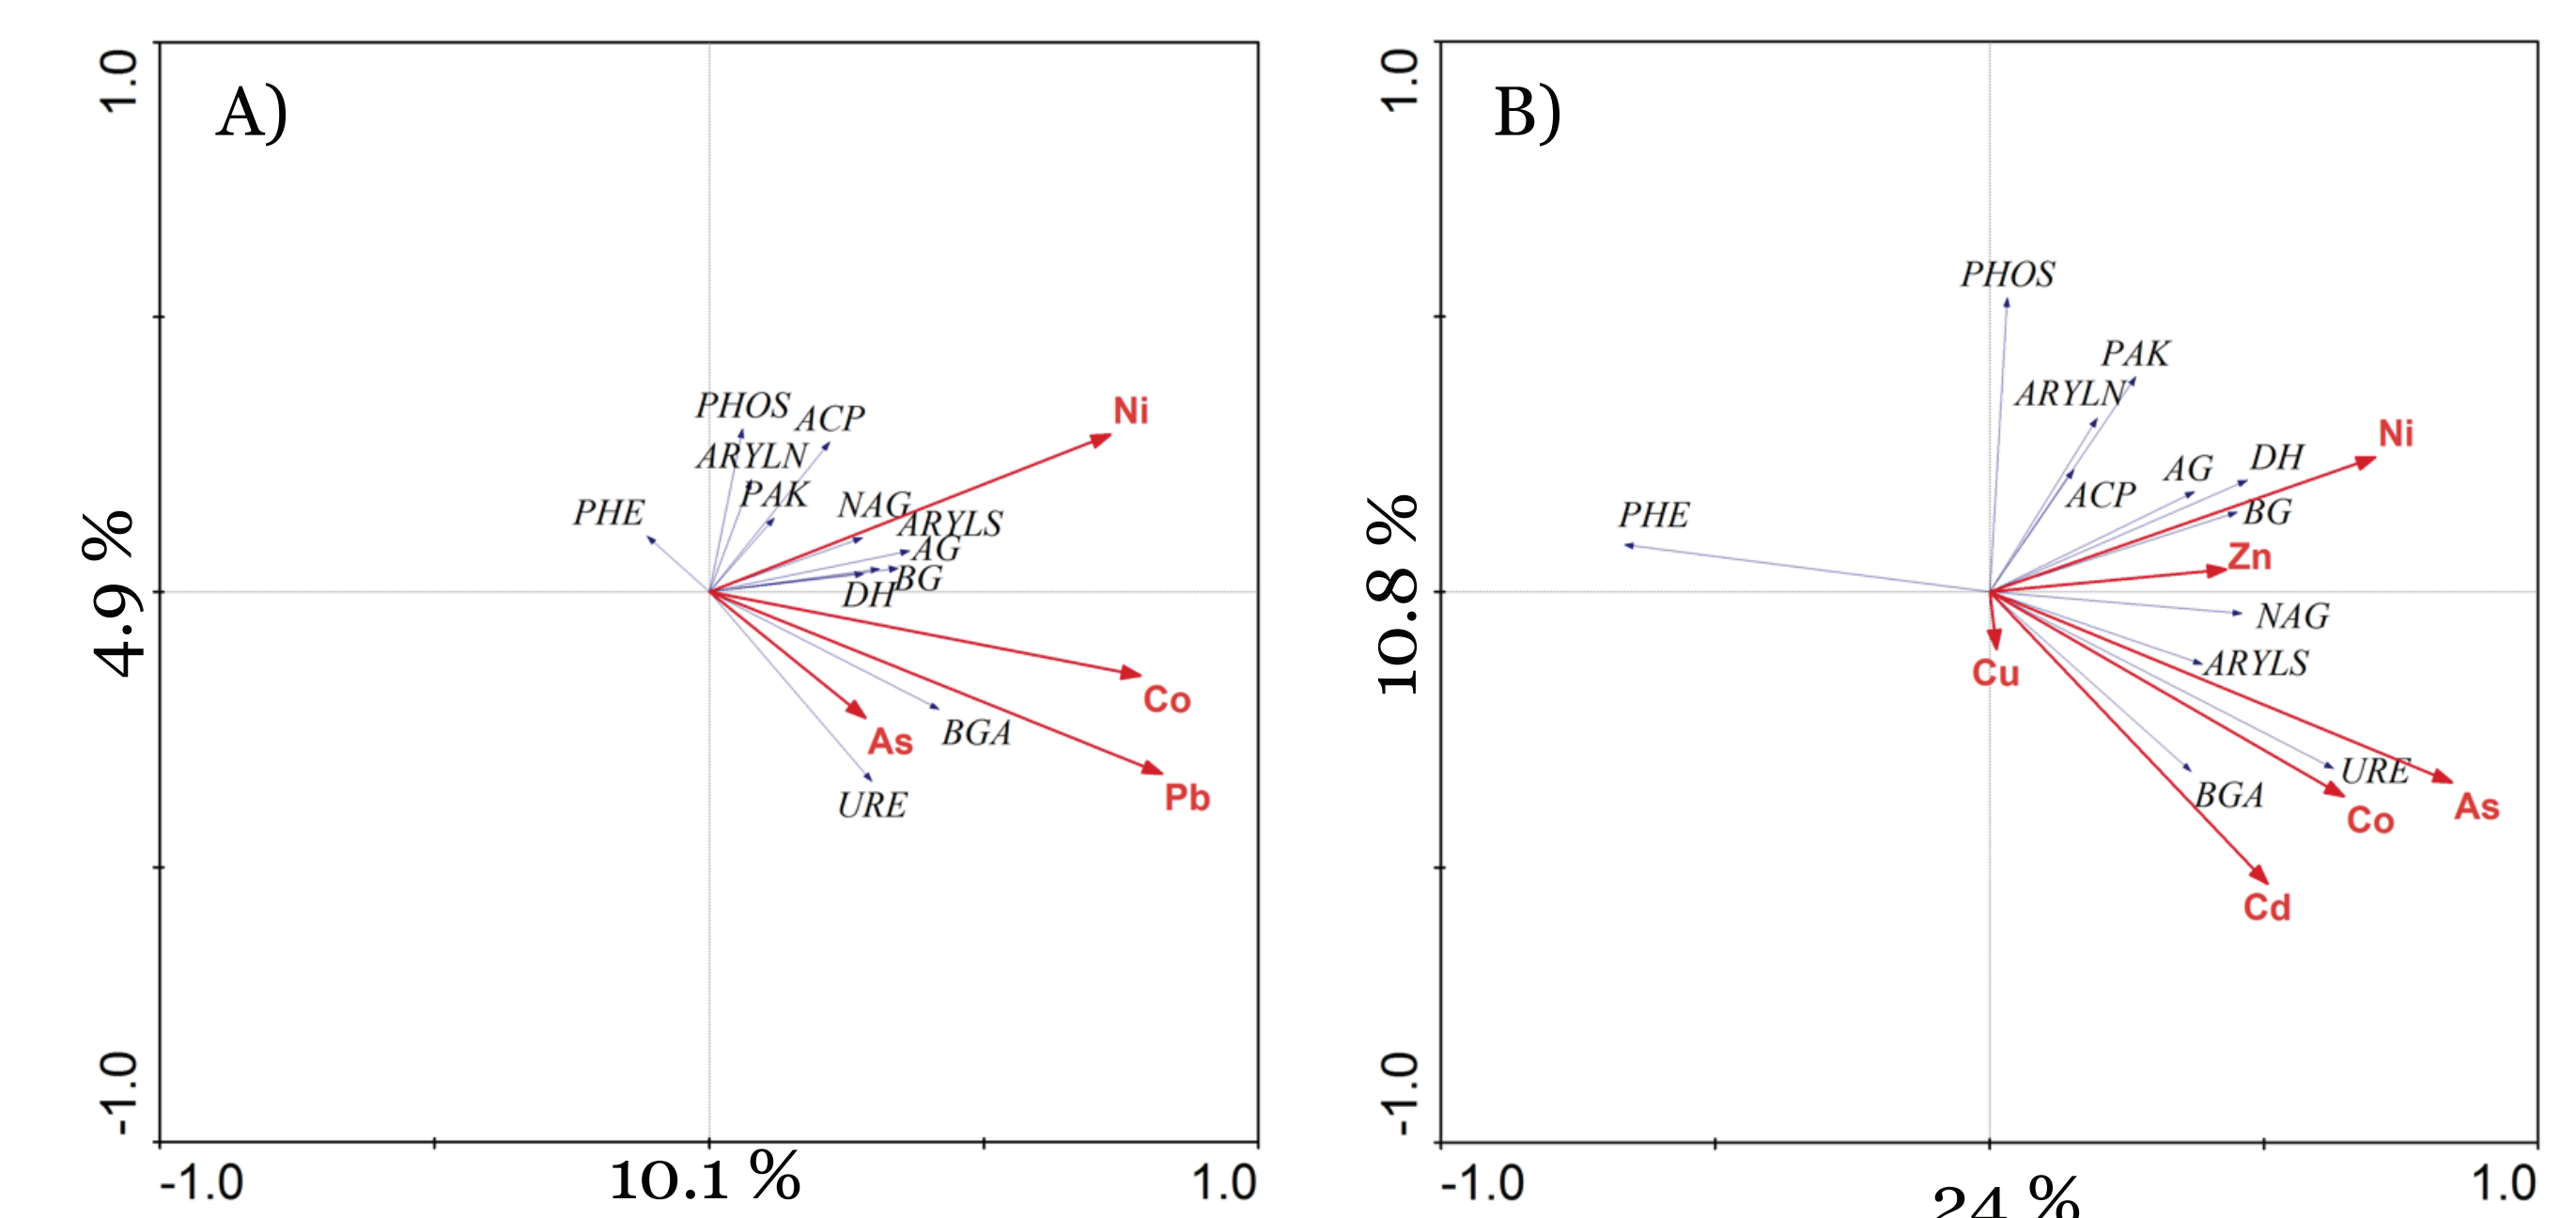 A)
1.0
4.9 %
-1.0
-1.0
10.1 %
1.0
PHOS
ACP
ARYLN
PAK
PHE
NAG
ARYLS
AG
BG
DH
BGA
URE
Ni
Co
As
Pb
B)
1.0
10.8 %
-1.0
-1.0
24 %
1.0
PHOS
PAK
ARYLN
ACP
AG
DH
BG
PHE
NAG
ARYLS
URE
BGA
Ni
Zn
Cu
As
Co
Cd